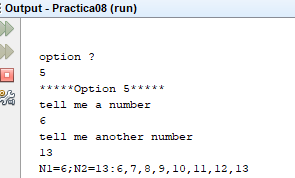 Output - Practica08 (run)
option ?
5
*****Option 5*****
tell me a number
6
tell me another number
13
N1=6;N2=13:6,7,8,9,10,11,12,13